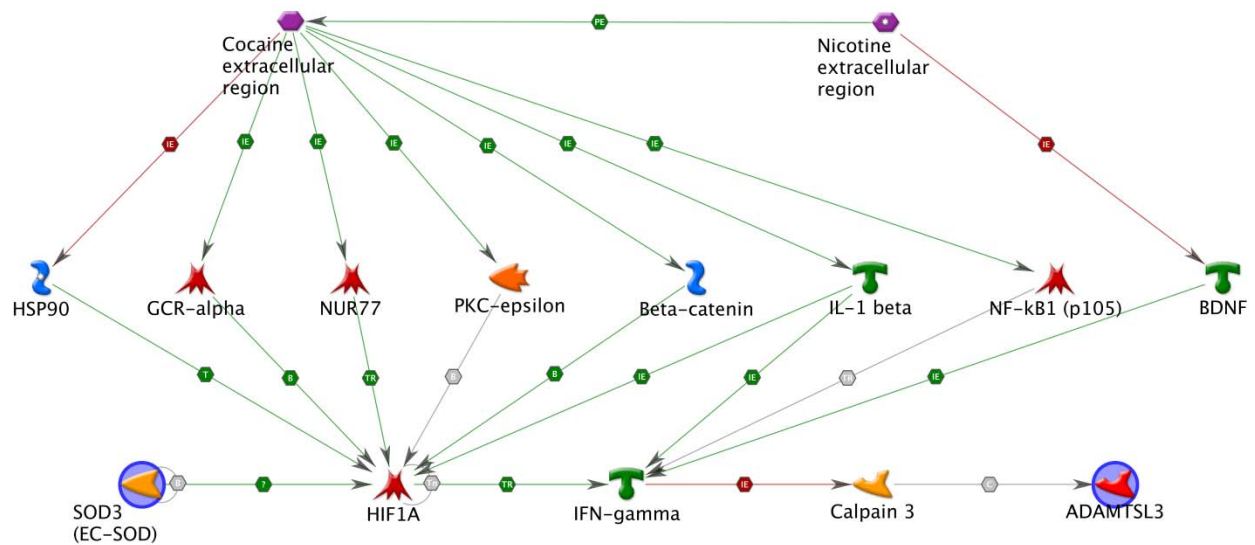 PE
Cocaine
extracellular
region
Nicotine
extracellular
region
IE IE IE IE IE IE IE IE
HSP90 GCR-alpha NUR77 PKC-epsilon Beta-catenin IL-1 beta NF-kB1 (p105) BDNF
T B TR B B IE IE TR IE
B ? Tn TR IE C
SOD3
(EC-SOD)
HIF1A IFN-gamma Calpain 3 ADAMTSL3